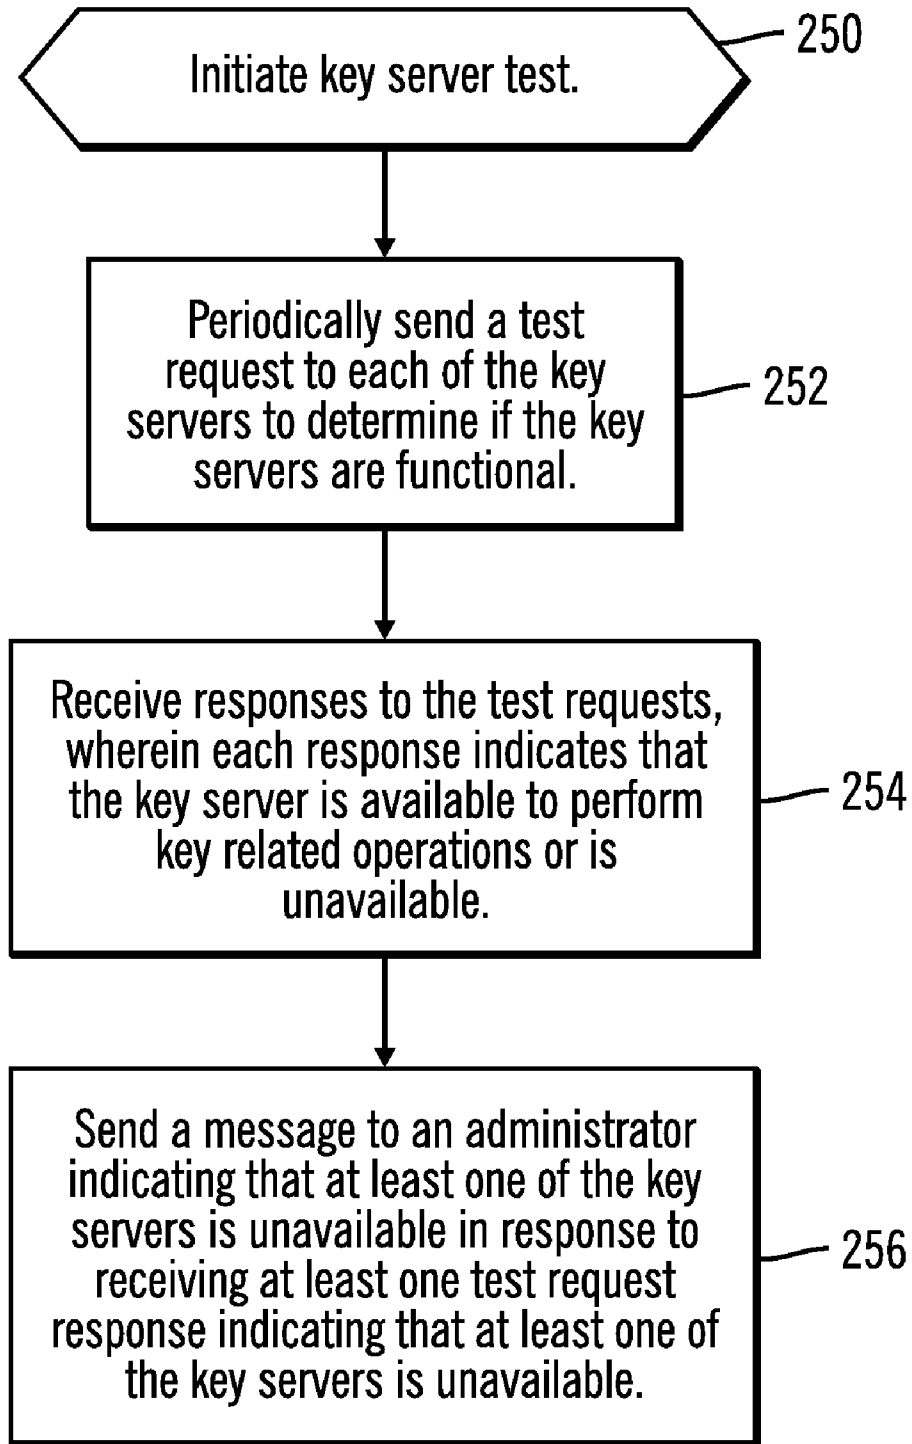 Initiate key server test.
250
Periodically send a test
request to each of the key
servers to determine if the key
servers are functional.
252
Receive responses to the test requests,
wherein each response indicates that
the key server is available to perform
key related operations or is
unavailable.
254
Send a message to an administrator
indicating that at least one of the key
servers is unavailable in response to
receiving at least one test request
response indicating that at least one of
the key servers is unavailable.
256